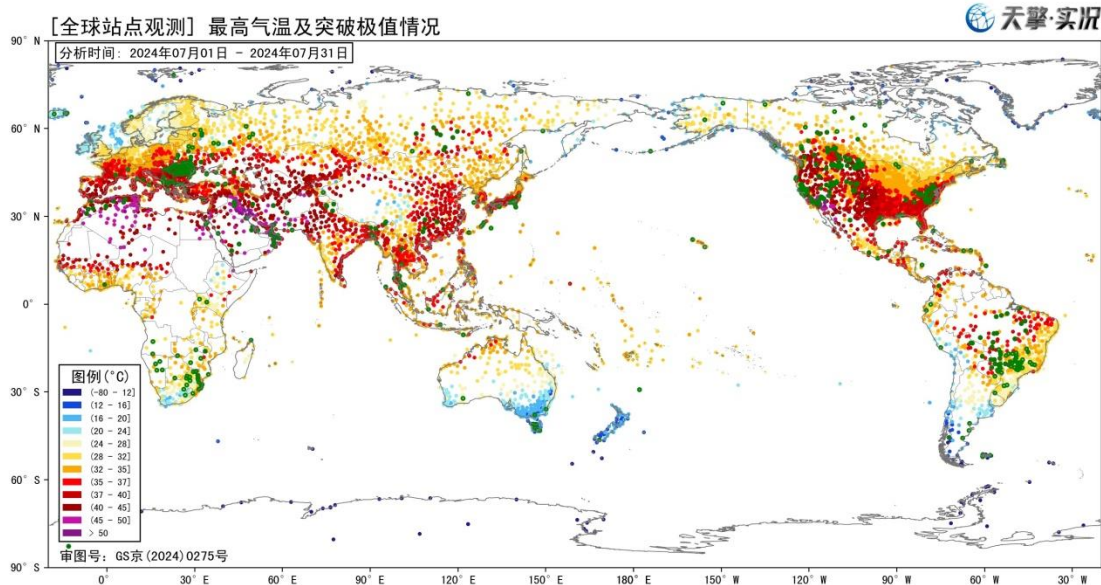 [全球站点观测] 最高气温及突破极值情况
天擎·实况
分析时间: 2024年07月01日 - 2024年07月31日
90° N
60° N
30° N
0°
30° S
60° S
90° S
图例(°C)
(-80 - 12]
(12 - 16]
(16 - 20]
(20 - 24]
(24 - 28]
(28 - 32]
(32 - 35]
(35 - 37]
(37 - 40]
(40 - 45]
(45 - 50]
> 50
审图号: GS京(2024)0275号
0° 30° E 60° E 90° E 120° E 150° E 180° E 150° W 120° W 90° W 60° W 30° W